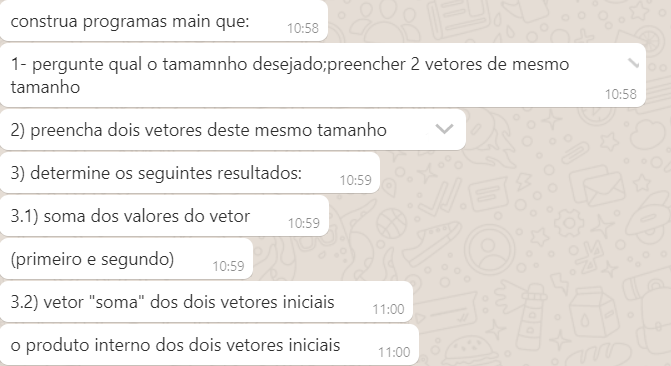 construa programas main que:
10:58
1- pergunte qual o tamamnho desejado;preencher 2 vetores de mesmo
tamanho
10:58
2) preencha dois vetores deste mesmo tamanho
3) determine os seguintes resultados:
10:59
3.1) soma dos valores do vetor
10:59
(primeiro e segundo)
10:59
3.2) vetor "soma" dos dois vetores iniciais
11:00
o produto interno dos dois vetores iniciais
11:00